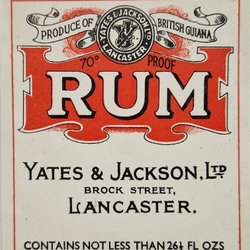 PRODUCE OF BRITISH GUIANA
YATES & JACKSON LTD
LANCASTER
70° PROOF
RUM
YATES & JACKSON, LTD
BROCK STREET,
LANCASTER.
CONTAINS NOT LESS THAN 26⅔ FL OZS